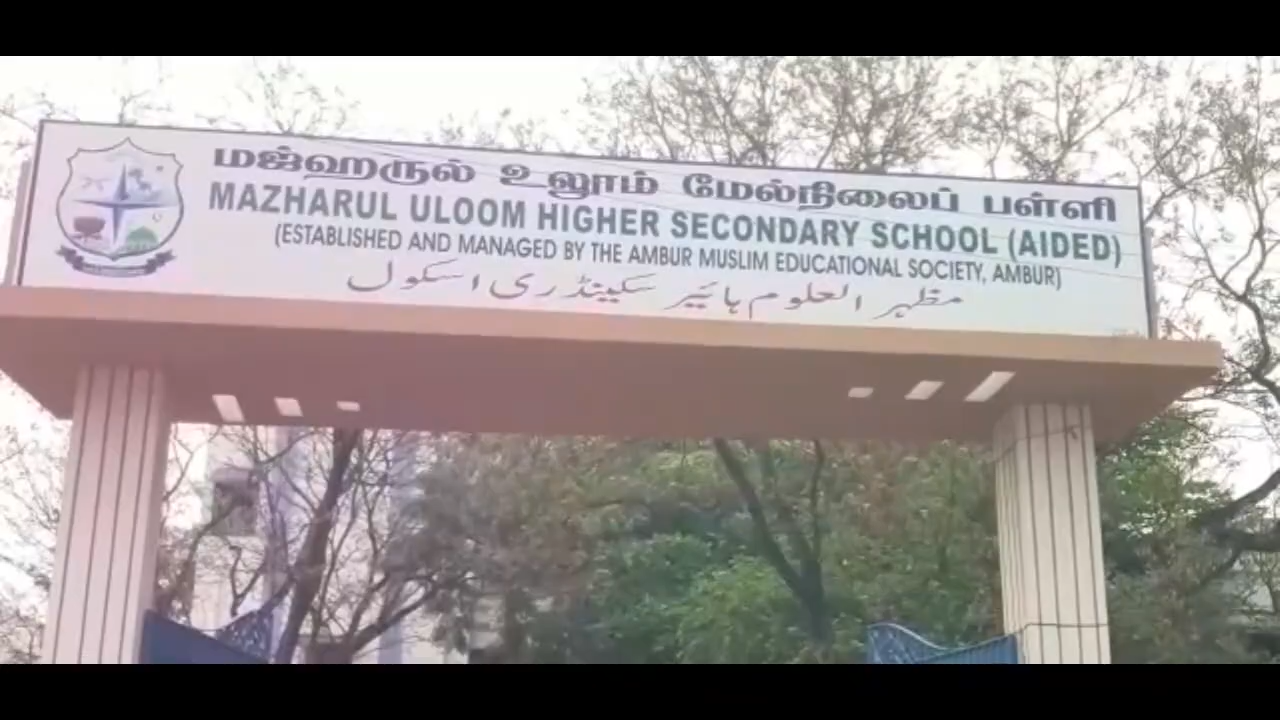 மஜ்ஹருல் உலூம் மேல்நிலைப் பள்ளி
MAZHARUL ULOOM HIGHER SECONDARY SCHOOL (AIDED)
(ESTABLISHED AND MANAGED BY THE AMBUR MUSLIM EDUCATIONAL SOCIETY, AMBUR)
مظہر العلوم ہائیر سکینڈری اسکول